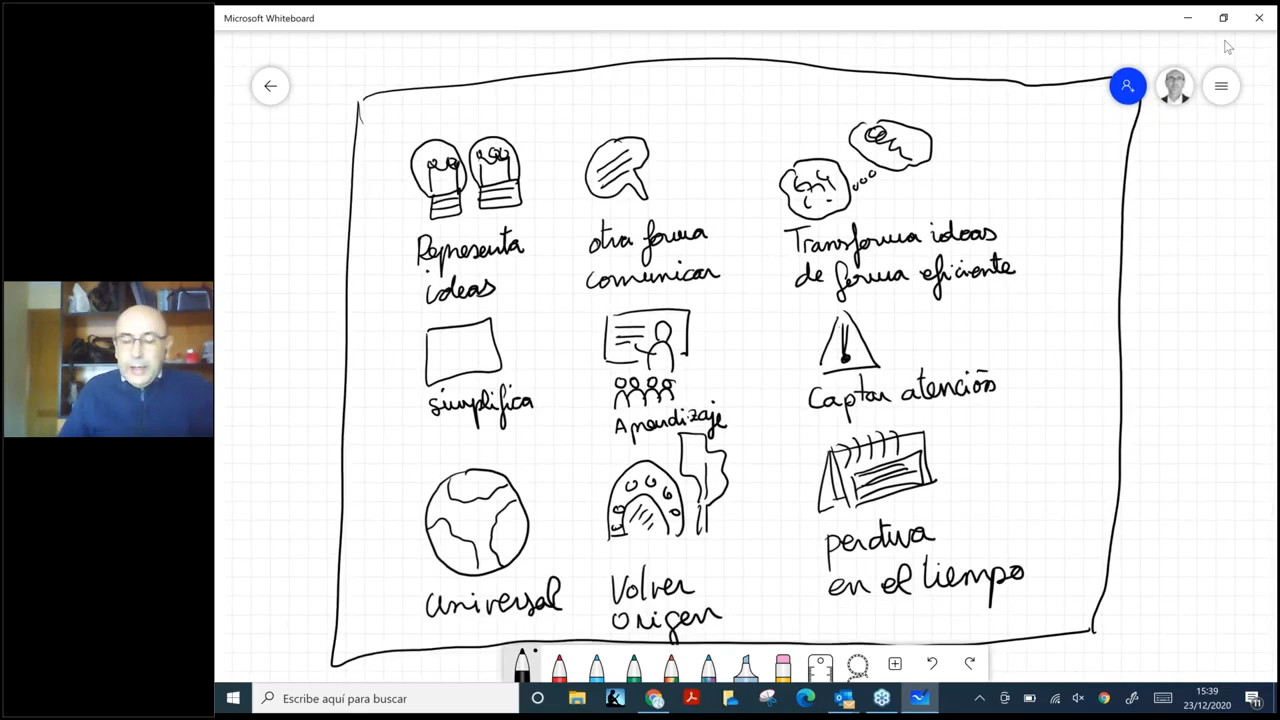 Microsoft Whiteboard
Representa
ideas
otra forma
comunicar
Transforma ideas
de forma eficiente
simplifica
Aprendizaje
Captar atención
universal
Volver
origen
perdura
en el tiempo
Escribe aquí para buscar
15:39
23/12/2020
11